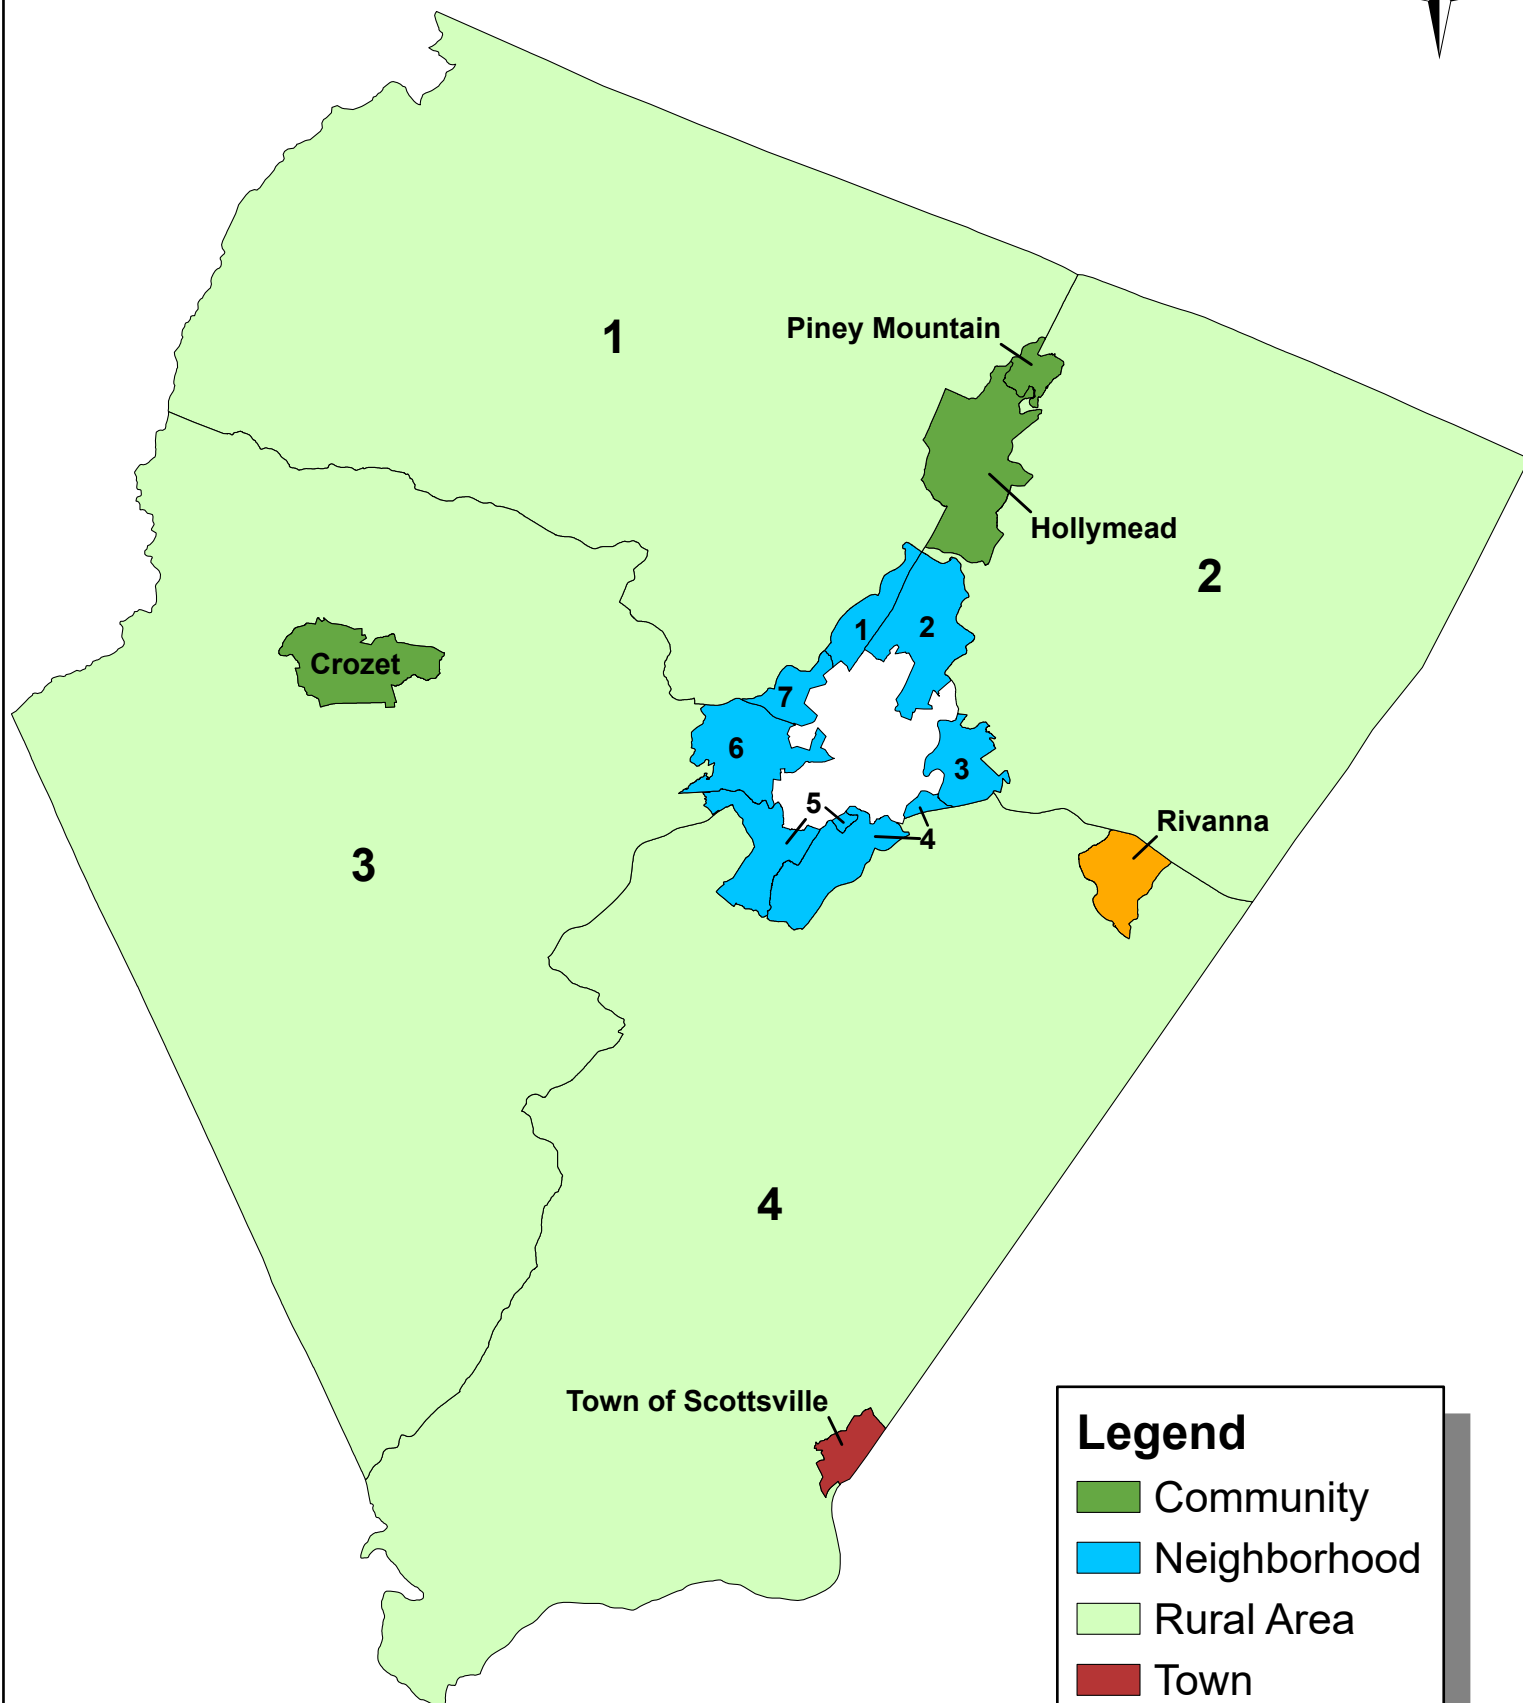 1
Piney Mountain
Hollymead
2
1
2
Crozet
7
6
3
5
4
Rivanna
3
4
Town of Scottsville
Legend
Community
Neighborhood
Rural Area
Town